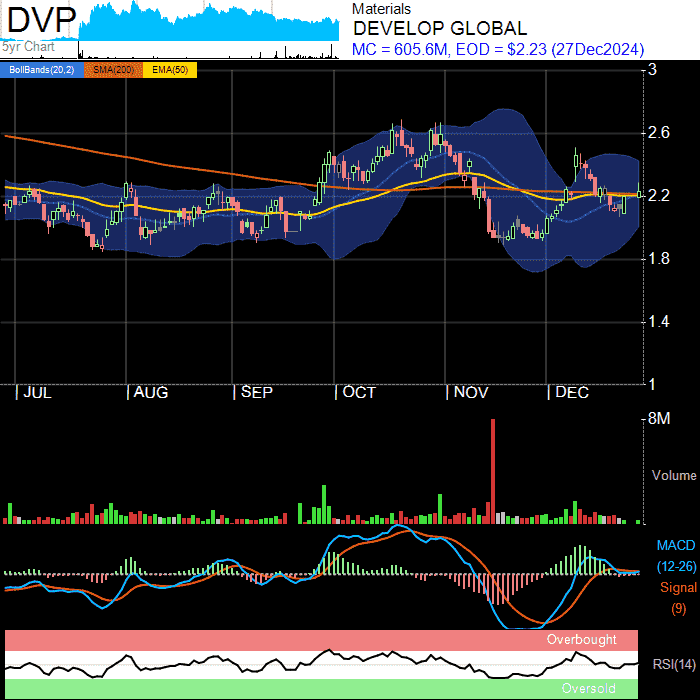 DVP
5yr Chart
Materials
DEVELOP GLOBAL
MC = 605.6M, EOD = $2.23 (27Dec2024)
BollBands(20,2) SMA(200) EMA(50)
3
2.6
2.2
1.8
1.4
1
JUL AUG SEP OCT NOV DEC
8M
Volume
MACD
(12-26)
Signal
(9)
Overbought
RSI(14)
Oversold